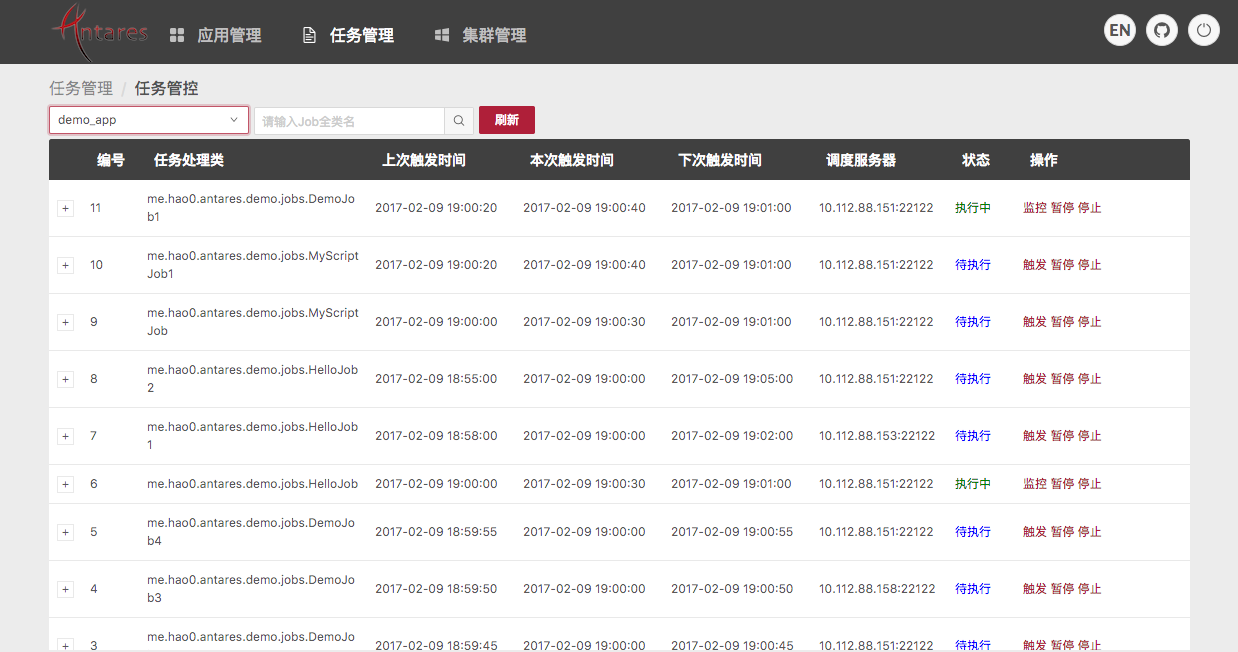 Antares 应用管理 任务管理 集群管理 EN
任务管理 / 任务管控
demo_app 请输入Job全类名 刷新
编号 任务处理类 上次触发时间 本次触发时间 下次触发时间 调度服务器 状态 操作
+ 11 me.hao0.antares.demo.jobs.DemoJo 2017-02-09 19:00:20 2017-02-09 19:00:40 2017-02-09 19:01:00 10.112.88.151:22122 执行中 监控 暂停 停止
b1
+ 10 me.hao0.antares.demo.jobs.MyScript 2017-02-09 19:00:20 2017-02-09 19:00:40 2017-02-09 19:01:00 10.112.88.151:22122 待执行 触发 暂停 停止
Job1
+ 9 me.hao0.antares.demo.jobs.MyScript 2017-02-09 19:00:00 2017-02-09 19:00:30 2017-02-09 19:01:00 10.112.88.151:22122 待执行 触发 暂停 停止
Job
+ 8 me.hao0.antares.demo.jobs.HelloJob 2017-02-09 18:55:00 2017-02-09 19:00:00 2017-02-09 19:05:00 10.112.88.151:22122 待执行 触发 暂停 停止
2
+ 7 me.hao0.antares.demo.jobs.HelloJob 2017-02-09 18:58:00 2017-02-09 19:00:00 2017-02-09 19:02:00 10.112.88.153:22122 待执行 触发 暂停 停止
1
+ 6 me.hao0.antares.demo.jobs.HelloJob 2017-02-09 19:00:00 2017-02-09 19:00:30 2017-02-09 19:01:00 10.112.88.151:22122 执行中 监控 暂停 停止
+ 5 me.hao0.antares.demo.jobs.DemoJo 2017-02-09 18:59:55 2017-02-09 19:00:00 2017-02-09 19:00:55 10.112.88.151:22122 待执行 触发 暂停 停止
b4
+ 4 me.hao0.antares.demo.jobs.DemoJo 2017-02-09 18:59:50 2017-02-09 19:00:00 2017-02-09 19:00:50 10.112.88.158:22122 待执行 触发 暂停 停止
b3
+ 3 me.hao0.antares.demo.jobs.DemoJo 2017-02-09 18:59:45 2017-02-09 19:00:00 2017-02-09 19:00:45 10.112.88.151:22122 待执行 触发 暂停 停止